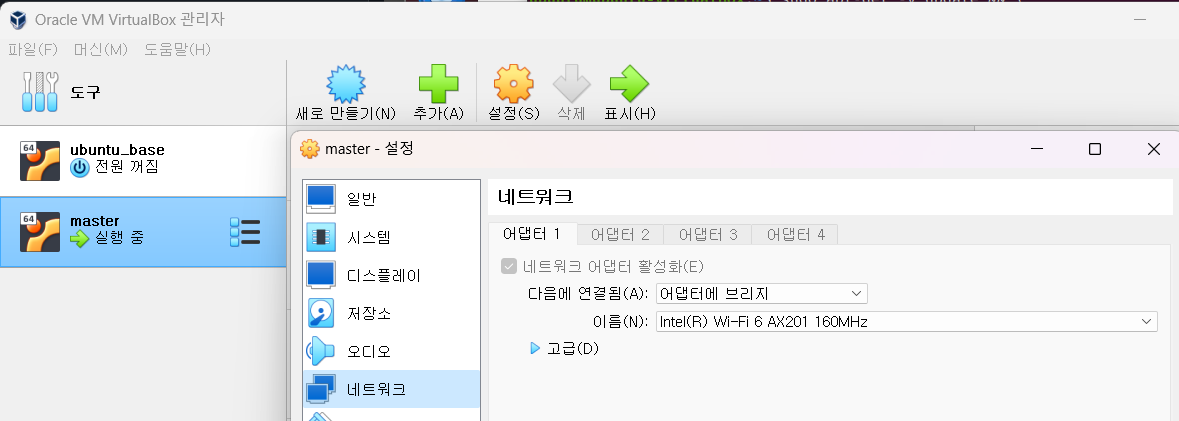 Oracle VM VirtualBox 관리자
파일(F) 머신(M) 도움말(H)
도구
새로 만들기(N) 추가(A) 설정(S) 삭제 표시(H)
64
ubuntu_base
전원 꺼짐
64
master
실행 중
master - 설정
일반
시스템
디스플레이
저장소
오디오
네트워크
네트워크
어댑터 1 어댑터 2 어댑터 3 어댑터 4
네트워크 어댑터 활성화(E)
다음에 연결됨(A): 어댑터에 브리지
이름(N): Intel(R) Wi-Fi 6 AX201 160MHz
고급(D)